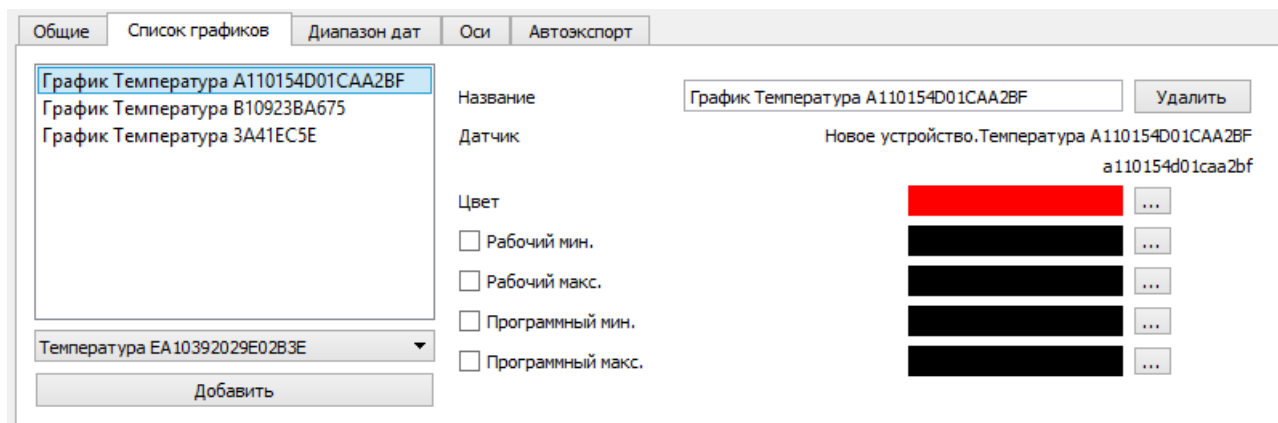 Общие Список графиков Диапазон дат Оси Автоэкспорт
График Температура A110154D01CAA2BF
График Температура B10923BA675
График Температура 3A41EC5E
Температура EA10392029E02B3E
Добавить
Название График Температура A110154D01CAA2BF Удалить
Датчик Новое устройство.Температура A110154D01CAA2BF
a110154d01caa2bf
Цвет ...
Рабочий мин. ...
Рабочий макс. ...
Программный мин. ...
Программный макс. ...